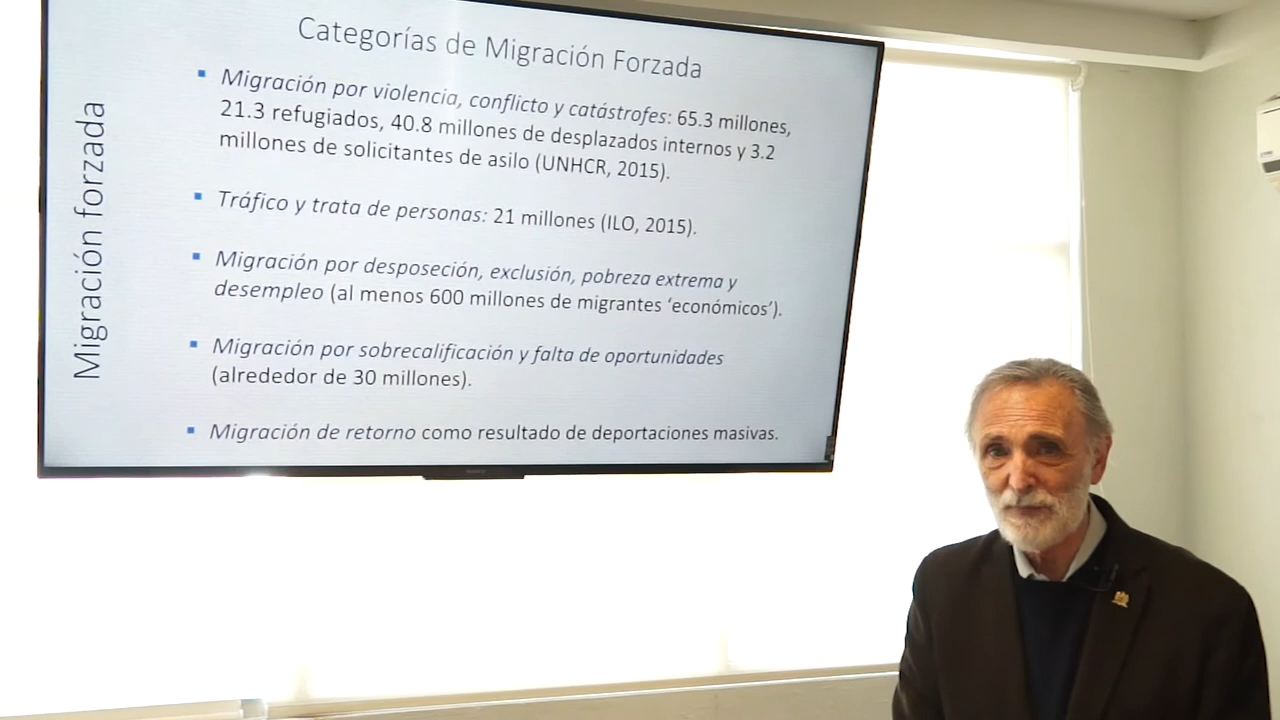 Categorías de Migración Forzada
Migración forzada
▪ Migración por violencia, conflicto y catástrofes: 65.3 millones,
21.3 refugiados, 40.8 millones de desplazados internos y 3.2
millones de solicitantes de asilo (UNHCR, 2015).
▪ Tráfico y trata de personas: 21 millones (ILO, 2015).
▪ Migración por desposeción, exclusión, pobreza extrema y
desempleo (al menos 600 millones de migrantes ‘económicos’).
▪ Migración por sobrecalificación y falta de oportunidades
(alrededor de 30 millones).
▪ Migración de retorno como resultado de deportaciones masivas.